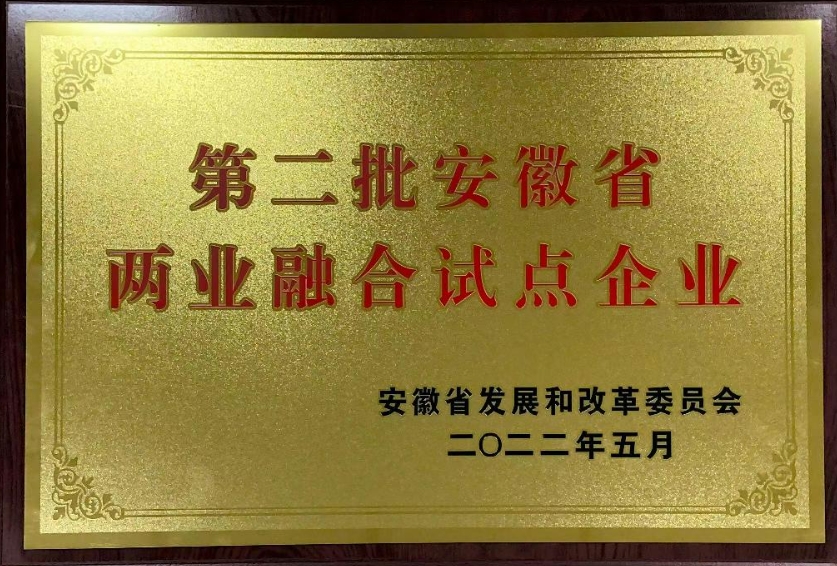 第二批安徽省
两业融合试点企业
安徽省发展和改革委员会
二〇二二年五月